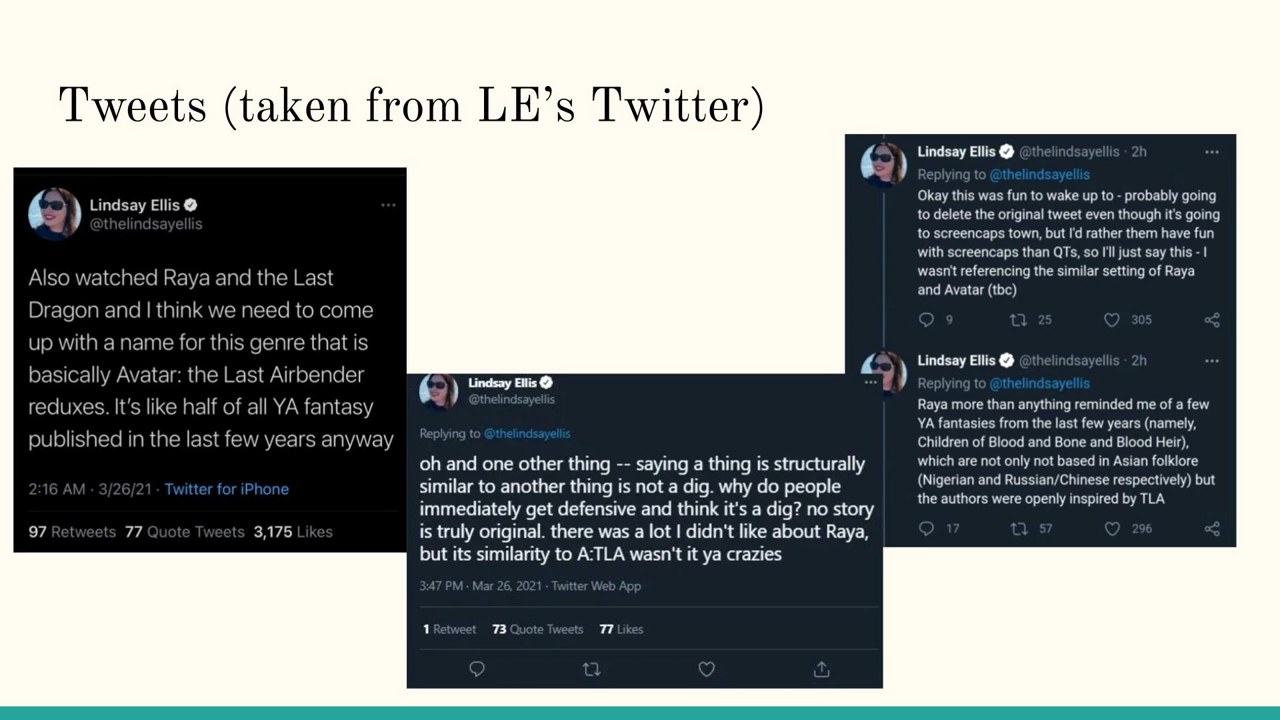 Tweets (taken from LE's Twitter)
Lindsay Ellis
@thelindsayellis
Also watched Raya and the Last
Dragon and I think we need to come
up with a name for this genre that is
basically Avatar: the Last Airbender
reduxes. It's like half of all YA fantasy
published in the last few years anyway
2:16 AM · 3/26/21 · Twitter for iPhone
97 Retweets 77 Quote Tweets 3,175 Likes
Lindsay Ellis
@thelindsayellis
Replying to @thelindsayellis
oh and one other thing -- saying a thing is structurally
similar to another thing is not a dig. why do people
immediately get defensive and think it's a dig? no story
is truly original. there was a lot I didn't like about Raya,
but its similarity to A:TLA wasn't it ya crazies
3:47 PM · Mar 26, 2021 · Twitter Web App
1 Retweet 73 Quote Tweets 77 Likes
Lindsay Ellis @thelindsayellis · 2h
Replying to @thelindsayellis
Okay this was fun to wake up to - probably going
to delete the original tweet even though it's going
to screencaps town, but I'd rather them have fun
with screencaps than QTs, so I'll just say this - I
wasn't referencing the similar setting of Raya
and Avatar (tbc)
9 25 305
Lindsay Ellis @thelindsayellis · 2h
Replying to @thelindsayellis
Raya more than anything reminded me of a few
YA fantasies from the last few years (namely,
Children of Blood and Bone and Blood Heir),
which are not only not based in Asian folklore
(Nigerian and Russian/Chinese respectively) but
the authors were openly inspired by TLA
17 57 296